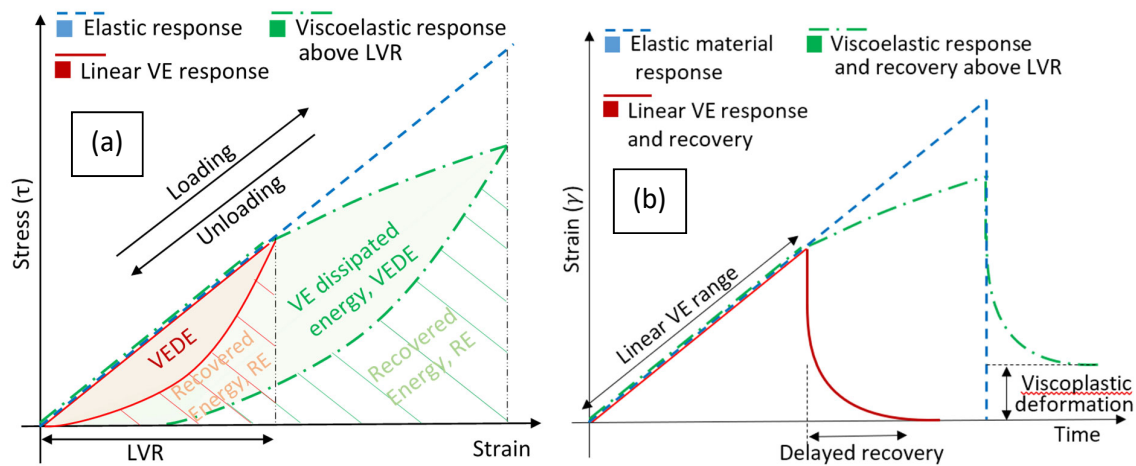 Elastic response
Viscoelastic response
above LVR
Linear VE response
(a)
Loading
Unloading
Stress (τ)
VEDE
Recovered
Energy, RE
VE dissipated
energy, VEDE
Recovered
Energy, RE
LVR
Strain
(b)
Elastic material
response
Viscoelastic response
and recovery above LVR
Linear VE response
and recovery
Strain (γ)
Linear VE range
Viscoplastic
deformation
Time
Delayed recovery